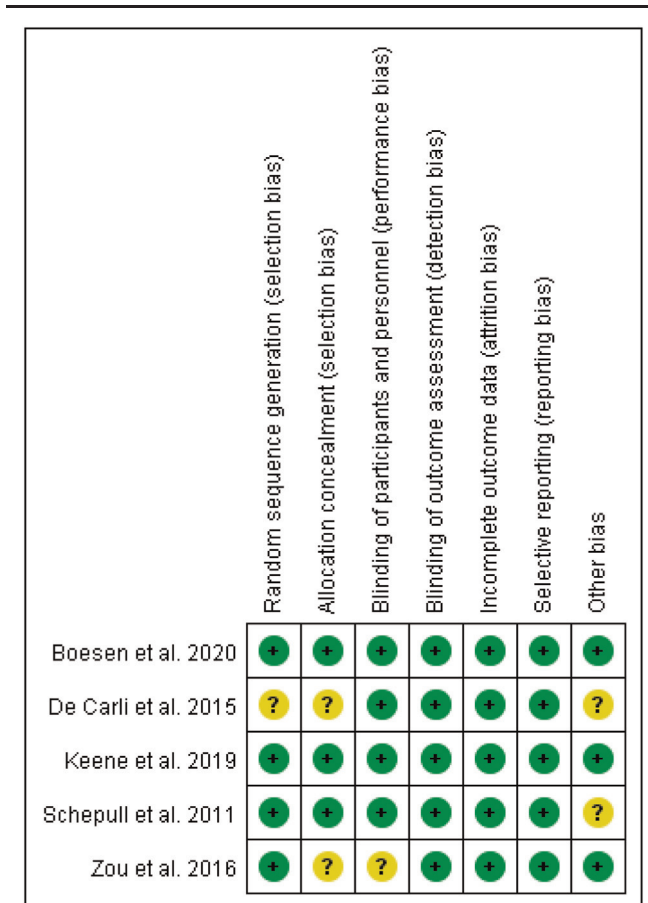 Random sequence generation (selection bias)
Allocation concealment (selection bias)
Blinding of participants and personnel (performance bias)
Blinding of outcome assessment (detection bias)
Incomplete outcome data (attrition bias)
Selective reporting (reporting bias)
Other bias
Boesen et al. 2020 + + + + + + +
De Carli et al. 2015 ? ? + + + + ?
Keene et al. 2019 + + + + + + +
Schepull et al. 2011 + + + + + + ?
Zou et al. 2016 + ? ? + + + +